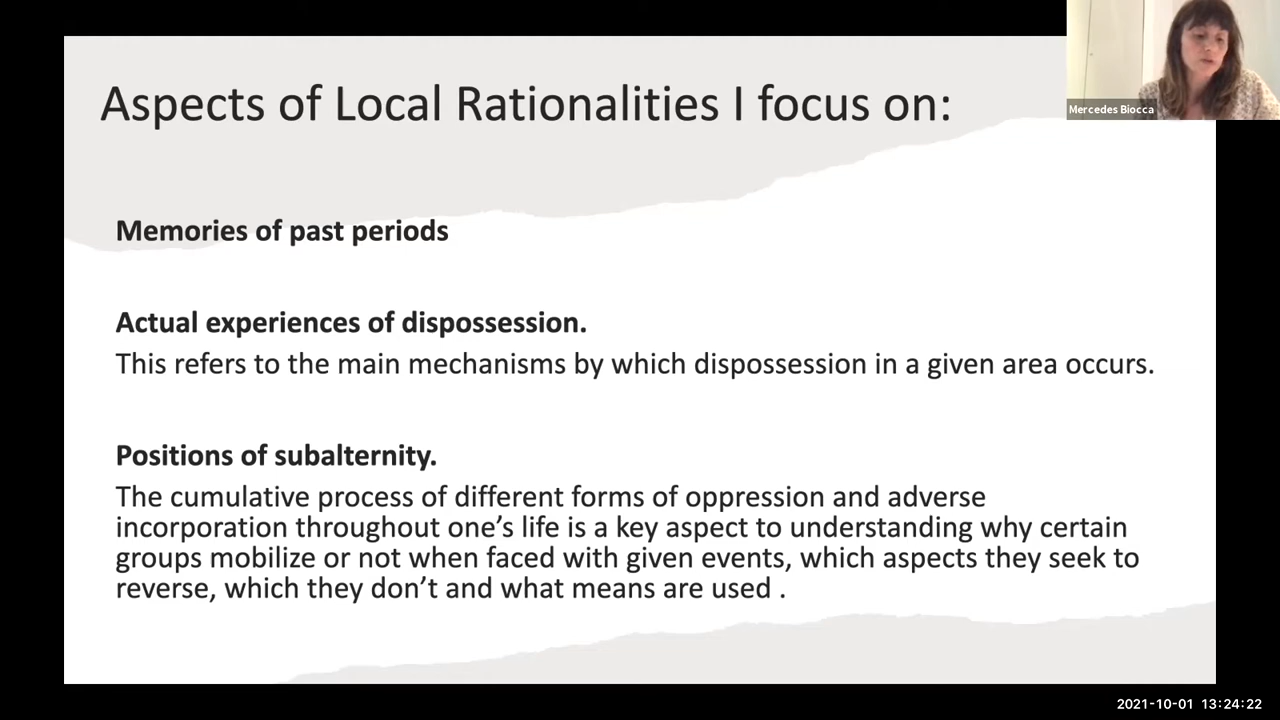 Aspects of Local Rationalities I focus on:
Mercedes Biocca
Memories of past periods
Actual experiences of dispossession.
This refers to the main mechanisms by which dispossession in a given area occurs.
Positions of subalternity.
The cumulative process of different forms of oppression and adverse
incorporation throughout one’s life is a key aspect to understanding why certain
groups mobilize or not when faced with given events, which aspects they seek to
reverse, which they don’t and what means are used .
2021-10-01 13:24:22